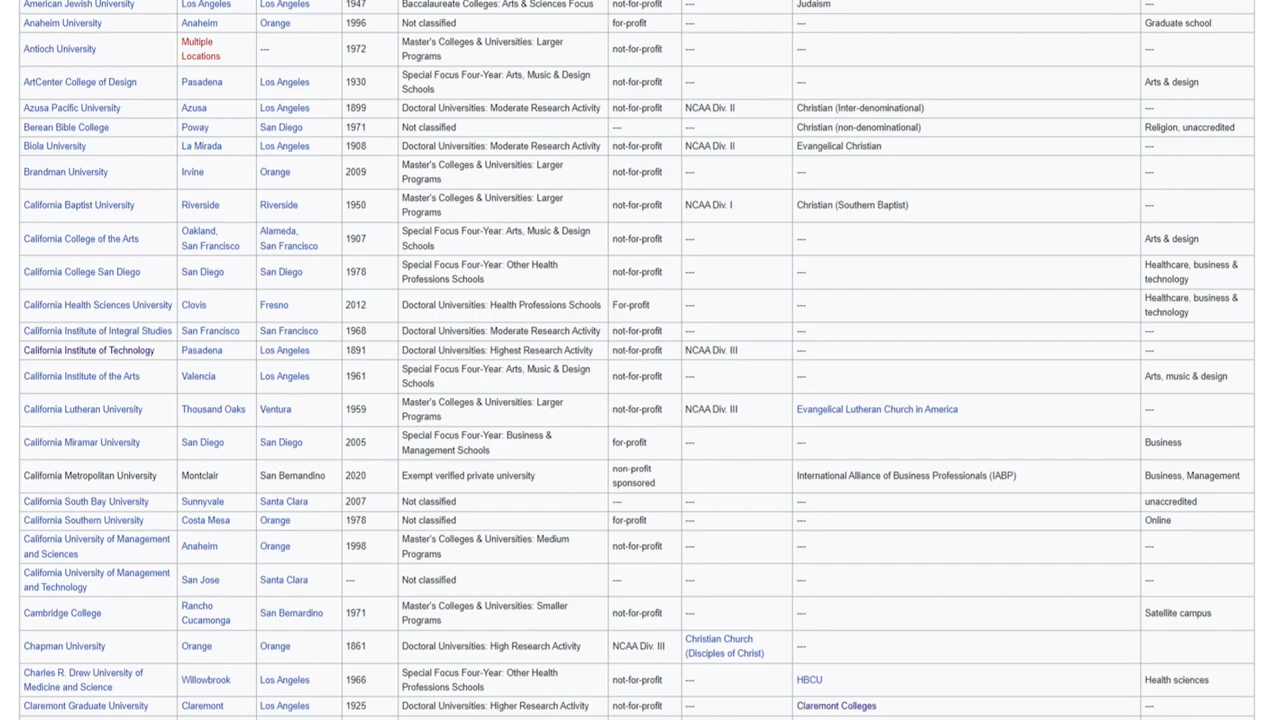 American Jewish University Los Angeles Los Angeles 1947 Baccalaureate Colleges: Arts & Sciences Focus not-for-profit --- Judaism ---
Anaheim University Anaheim Orange 1996 Not classified for-profit --- --- Graduate school
Antioch University Multiple Locations --- 1972 Master's Colleges & Universities: Larger Programs not-for-profit --- --- ---
ArtCenter College of Design Pasadena Los Angeles 1930 Special Focus Four-Year: Arts, Music & Design Schools not-for-profit --- --- Arts & design
Azusa Pacific University Azusa Los Angeles 1899 Doctoral Universities: Moderate Research Activity not-for-profit NCAA Div. II Christian (Inter-denominational) ---
Berean Bible College Poway San Diego 1971 Not classified --- --- Christian (non-denominational) Religion, unaccredited
Biola University La Mirada Los Angeles 1908 Doctoral Universities: Moderate Research Activity not-for-profit NCAA Div. II Evangelical Christian ---
Brandman University Irvine Orange 2009 Master's Colleges & Universities: Larger Programs not-for-profit --- --- ---
California Baptist University Riverside Riverside 1950 Master's Colleges & Universities: Larger Programs not-for-profit NCAA Div. I Christian (Southern Baptist) ---
California College of the Arts Oakland, San Francisco Alameda, San Francisco 1907 Special Focus Four-Year: Arts, Music & Design Schools not-for-profit --- --- Arts & design
California College San Diego San Diego San Diego 1978 Special Focus Four-Year: Other Health Professions Schools not-for-profit --- --- Healthcare, business & technology
California Health Sciences University Clovis Fresno 2012 Doctoral Universities: Health Professions Schools For-profit --- --- Healthcare, business & technology
California Institute of Integral Studies San Francisco San Francisco 1968 Doctoral Universities: Moderate Research Activity not-for-profit --- --- ---
California Institute of Technology Pasadena Los Angeles 1891 Doctoral Universities: Highest Research Activity not-for-profit NCAA Div. III --- ---
California Institute of the Arts Valencia Los Angeles 1961 Special Focus Four-Year: Arts, Music & Design Schools not-for-profit --- --- Arts, music & design
California Lutheran University Thousand Oaks Ventura 1959 Master's Colleges & Universities: Larger Programs not-for-profit NCAA Div. III Evangelical Lutheran Church in America ---
California Miramar University San Diego San Diego 2005 Special Focus Four-Year: Business & Management Schools for-profit --- --- Business
California Metropolitan University Montclair San Bernandino 2020 Exempt verified private university non-profit sponsored International Alliance of Business Professionals (IABP) Business, Management
California South Bay University Sunnyvale Santa Clara 2007 Not classified --- --- --- unaccredited
California Southern University Costa Mesa Orange 1978 Not classified for-profit --- --- Online
California University of Management and Sciences Anaheim Orange 1998 Master's Colleges & Universities: Medium Programs not-for-profit --- --- ---
California University of Management and Technology San Jose Santa Clara --- Not classified --- --- --- ---
Cambridge College Rancho Cucamonga San Bernardino 1971 Master's Colleges & Universities: Smaller Programs not-for-profit --- --- Satellite campus
Chapman University Orange Orange 1861 Doctoral Universities: High Research Activity NCAA Div. III Christian Church (Disciples of Christ) --- ---
Charles R. Drew University of Medicine and Science Willowbrook Los Angeles 1966 Special Focus Four-Year: Other Health Professions Schools not-for-profit --- HBCU Health sciences
Claremont Graduate University Claremont Los Angeles 1925 Doctoral Universities: Higher Research Activity not-for-profit --- Claremont Colleges ---